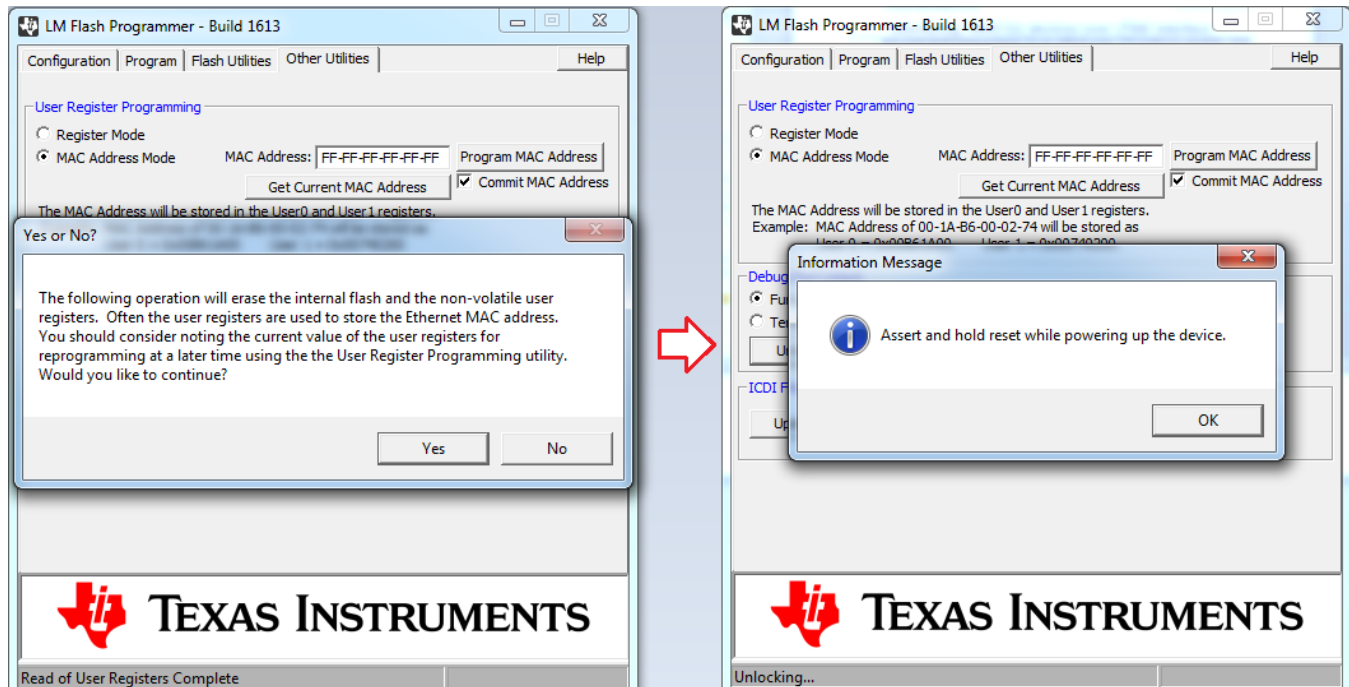 LM Flash Programmer - Build 1613
Configuration Program Flash Utilities Other Utilities Help
User Register Programming
Register Mode
MAC Address Mode MAC Address: FF-FF-FF-FF-FF-FF Program MAC Address
Get Current MAC Address Commit MAC Address
The MAC Address will be stored in the User0 and User1 registers.
Yes or No?
The following operation will erase the internal flash and the non-volatile user
registers. Often the user registers are used to store the Ethernet MAC address.
You should consider noting the current value of the user registers for
reprogramming at a later time using the the User Register Programming utility.
Would you like to continue?
Yes No
TEXAS INSTRUMENTS
Read of User Registers Complete
LM Flash Programmer - Build 1613
Configuration Program Flash Utilities Other Utilities Help
User Register Programming
Register Mode
MAC Address Mode MAC Address: FF-FF-FF-FF-FF-FF Program MAC Address
Get Current MAC Address Commit MAC Address
The MAC Address will be stored in the User0 and User1 registers.
Example: MAC Address of 00-1A-B6-00-02-74 will be stored as
User 0 = 0x00B61A00 User 1 = 0x00740200
Information Message
Assert and hold reset while powering up the device.
OK
Debug
ICDI
TEXAS INSTRUMENTS
Unlocking...